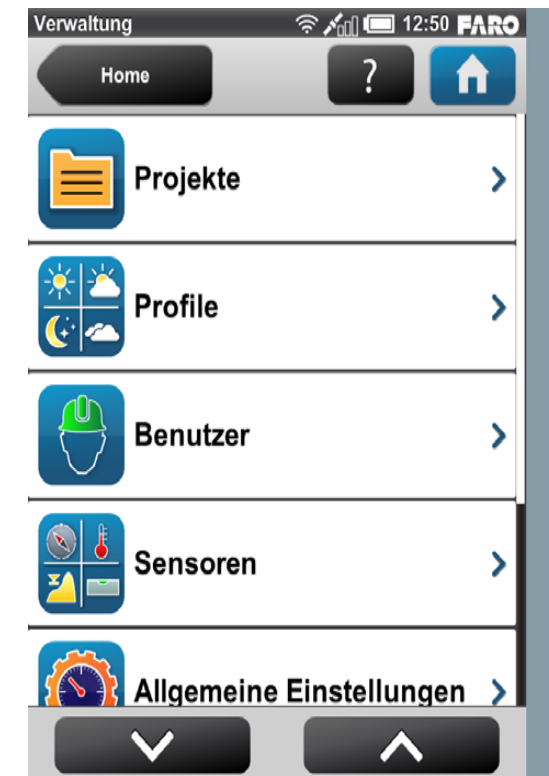 Verwaltung 12:50 FARO
Home ?
Projekte
Profile
Benutzer
Sensoren
Allgemeine Einstellungen